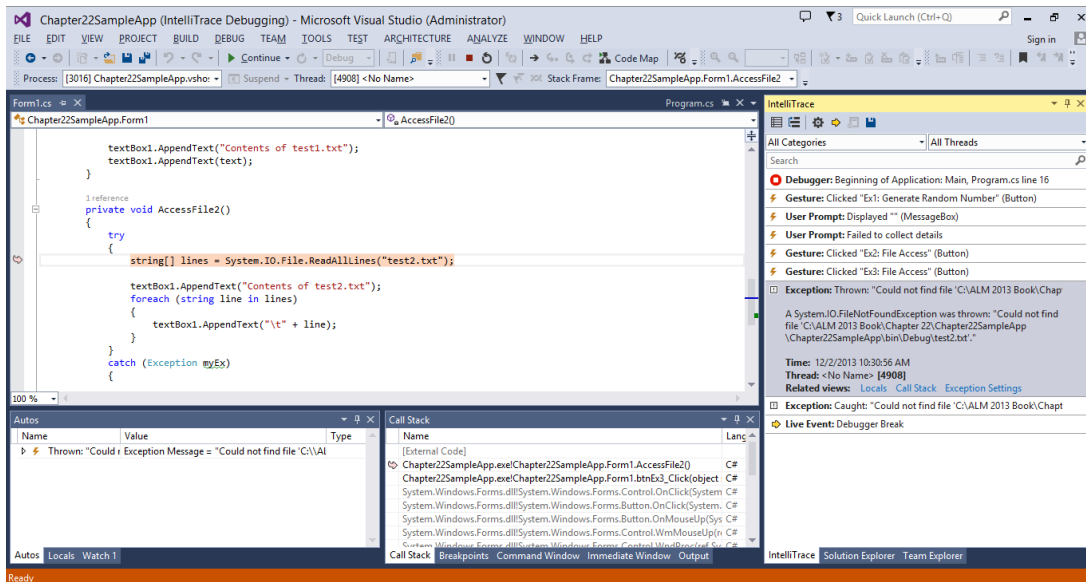 Chapter22SampleApp (IntelliTrace Debugging) - Microsoft Visual Studio (Administrator)
3
Quick Launch (Ctrl+Q)
FILE EDIT VIEW PROJECT BUILD DEBUG TEAM TOOLS TEST ARCHITECTURE ANALYZE WINDOW HELP
Sign in
Continue
Debug
Code Map
Process: [3016] Chapter22SampleApp.vshos
Suspend
Thread: [4908] <No Name>
Stack Frame: Chapter22SampleApp.Form1.AccessFile2
Form1.cs
Program.cs
Chapter22SampleApp.Form1
AccessFile2()
textBox1.AppendText("Contents of test1.txt");
textBox1.AppendText(text);
}
1 reference
private void AccessFile2()
{
try
{
string[] lines = System.IO.File.ReadAllLines("test2.txt");
textBox1.AppendText("Contents of test2.txt");
foreach (string line in lines)
{
textBox1.AppendText("\t" + line);
}
}
catch (Exception myEx)
{
100 %
Autos
Name Value Type
Thrown: "Could r Exception Message = "Could not find file 'C:\\AL
Autos Locals Watch 1
Call Stack
Name Lang
[External Code]
Chapter22SampleApp.exe!Chapter22SampleApp.Form1.AccessFile2() C#
Chapter22SampleApp.exe!Chapter22SampleApp.Form1.btnEx3_Click(object C#
System.Windows.Forms.dll!System.Windows.Forms.Control.OnClick(System C#
System.Windows.Forms.dll!System.Windows.Forms.Button.OnClick(System. C#
System.Windows.Forms.dll!System.Windows.Forms.Button.OnMouseUp(Sys C#
System.Windows.Forms.dll!System.Windows.Forms.Control.WmMouseUp(r C#
System.Windows.Forms.dll!System.Windows.Forms.Control.WndProc(ref Sy C#
Call Stack Breakpoints Command Window Immediate Window Output
IntelliTrace
All Categories
All Threads
Search
Debugger: Beginning of Application: Main, Program.cs line 16
Gesture: Clicked "Ex1: Generate Random Number" (Button)
User Prompt: Displayed "" (MessageBox)
User Prompt: Failed to collect details
Gesture: Clicked "Ex2: File Access" (Button)
Gesture: Clicked "Ex3: File Access" (Button)
Exception: Thrown: "Could not find file 'C:\ALM 2013 Book\Chap
A System.IO.FileNotFoundException was thrown: "Could not find
file 'C:\ALM 2013 Book\Chapter 22\Chapter22SampleApp
\Chapter22SampleApp\bin\Debug\test2.txt'."
Time: 12/2/2013 10:30:56 AM
Thread: <No Name> [4908]
Related views: Locals Call Stack Exception Settings
Exception: Caught: "Could not find file 'C:\ALM 2013 Book\Chapt
Live Event: Debugger Break
IntelliTrace Solution Explorer Team Explorer
Ready